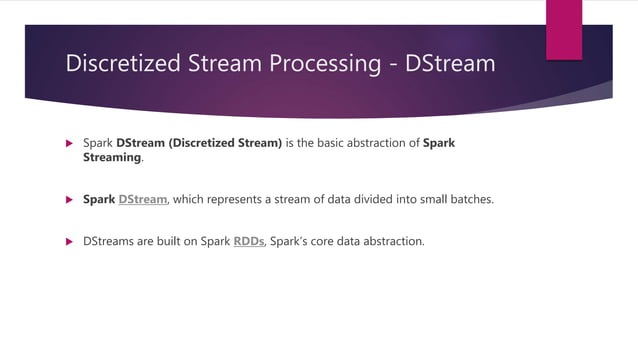 Discretized Stream Processing - DStream
Spark DStream (Discretized Stream) is the basic abstraction of Spark
Streaming.
Spark DStream, which represents a stream of data divided into small batches.
DStreams are built on Spark RDDs, Spark’s core data abstraction.